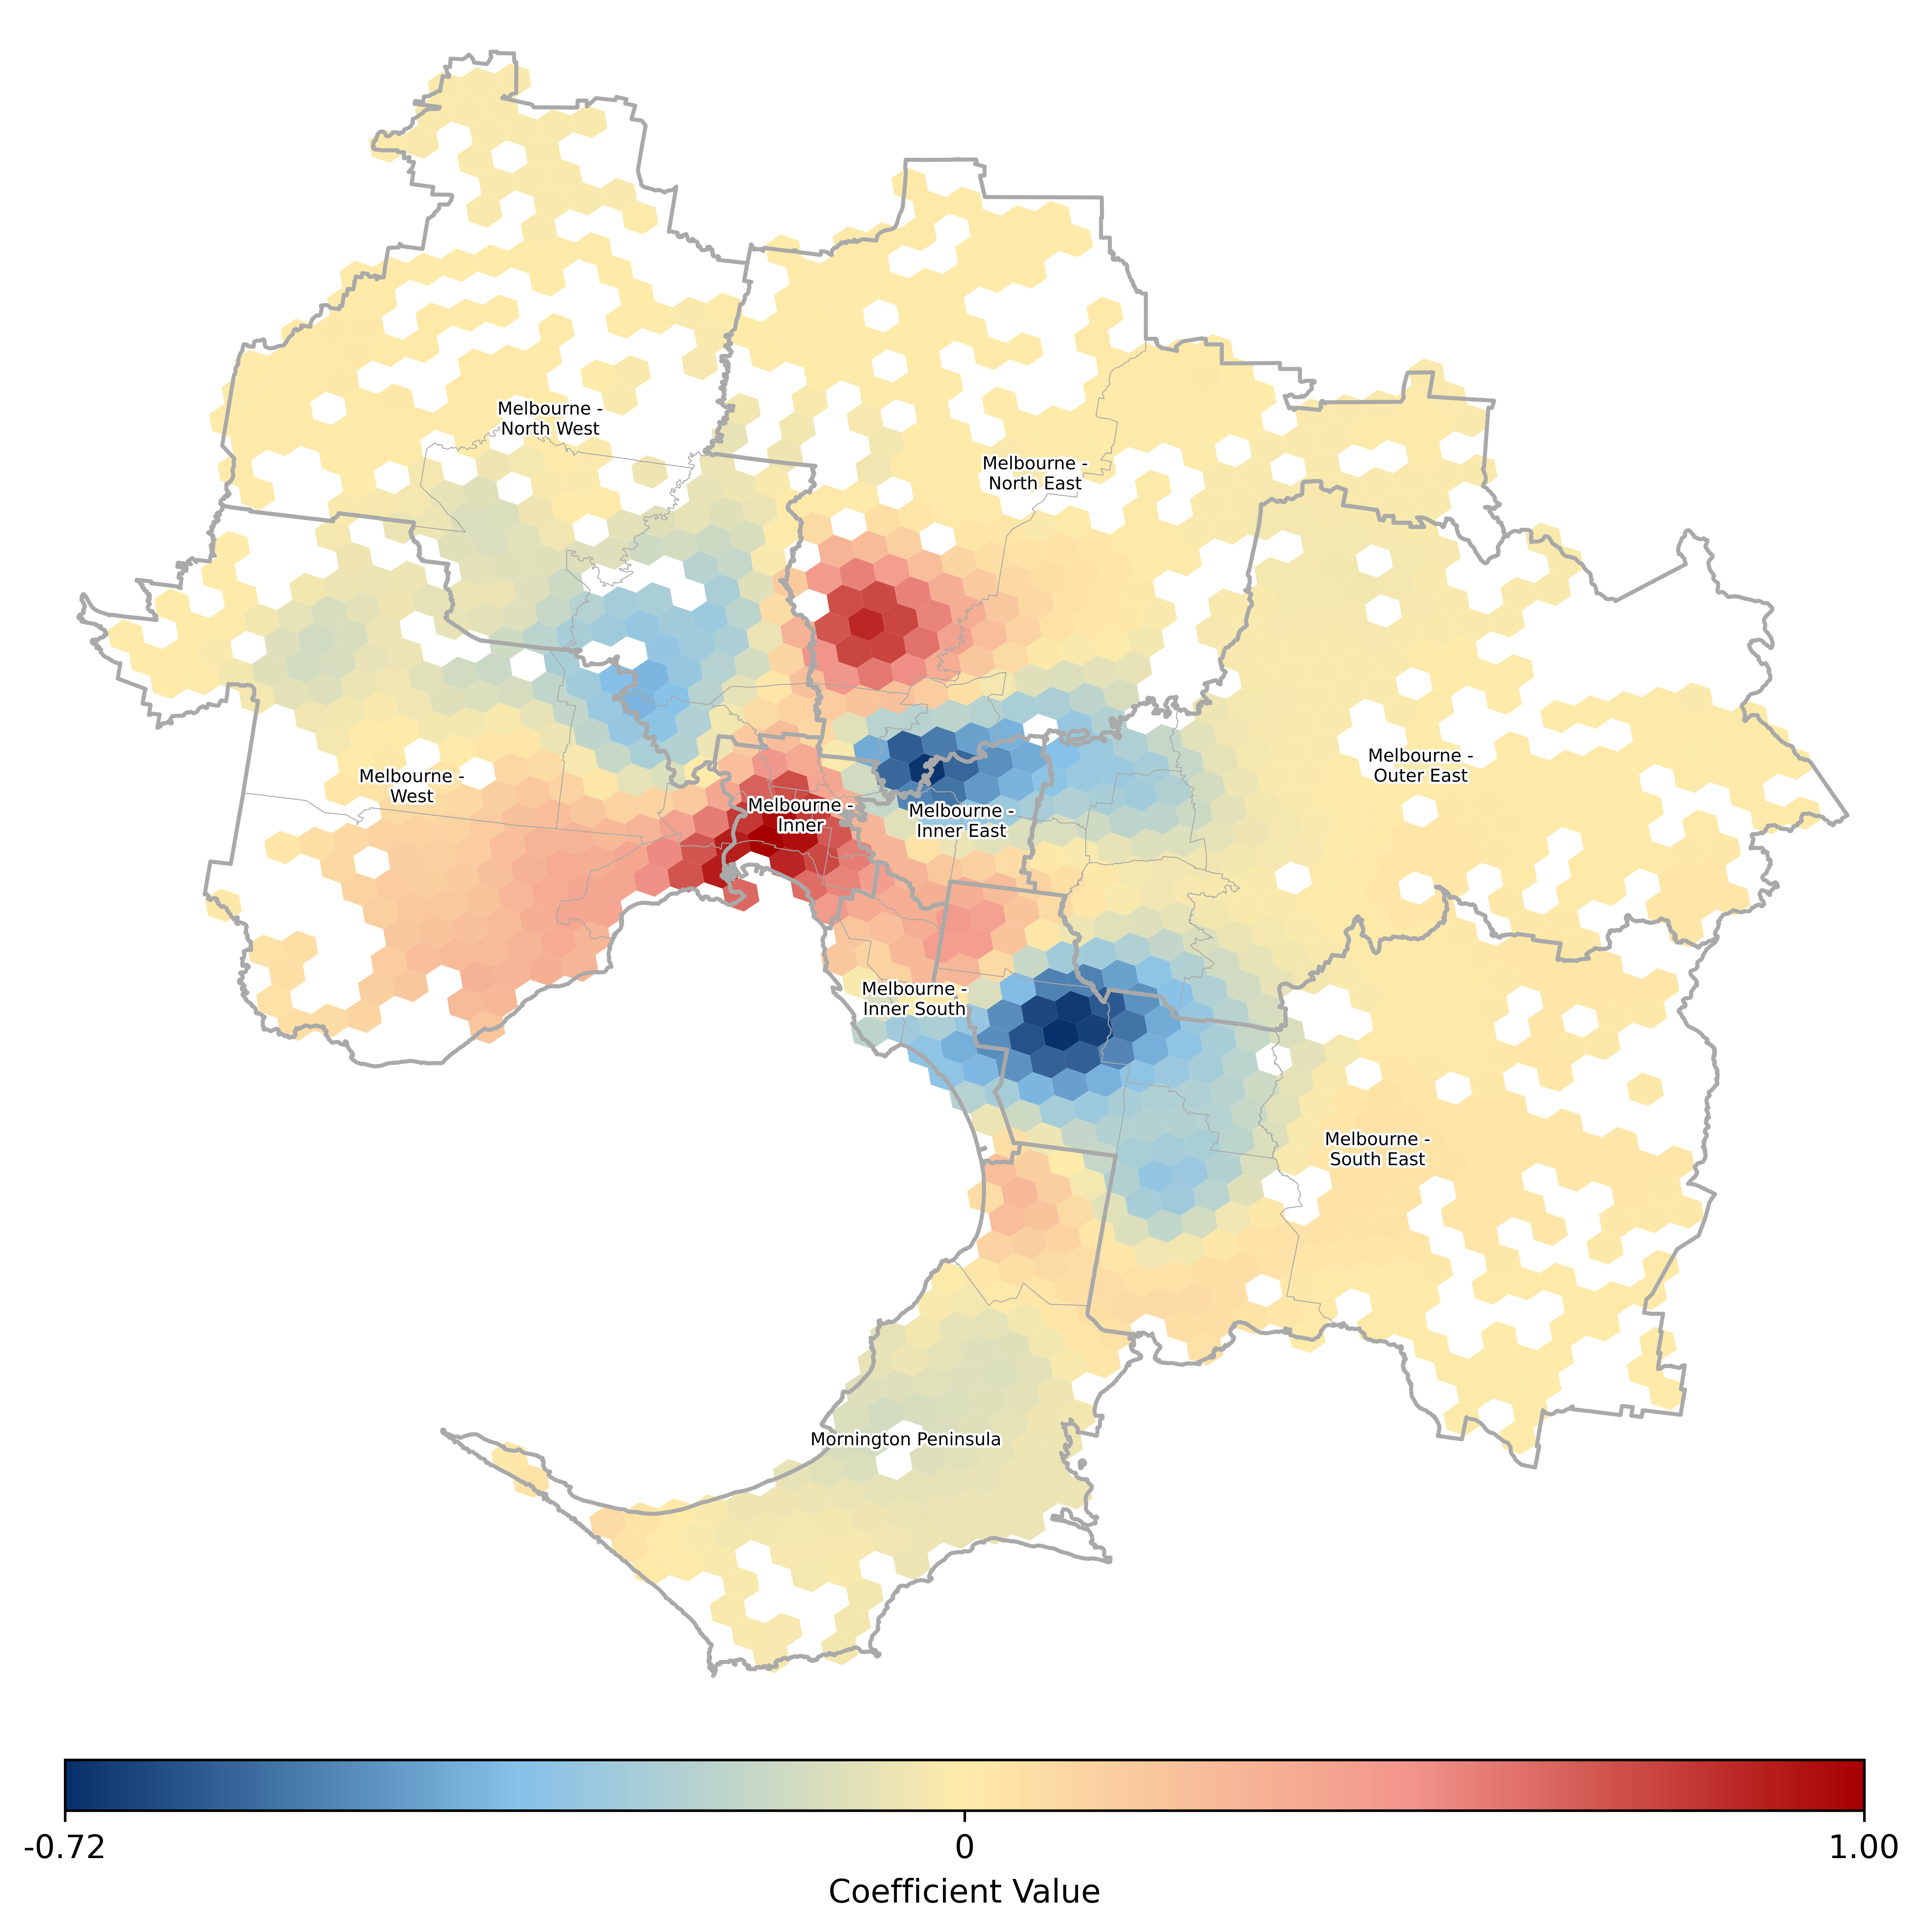 Melbourne -
North West
Melbourne -
North East
Melbourne -
Outer East
Melbourne -
West
Melbourne -
Inner
Melbourne -
Inner East
Melbourne -
Inner South
Melbourne -
South East
Mornington Peninsula
-0.72
0
1.00
Coefficient Value